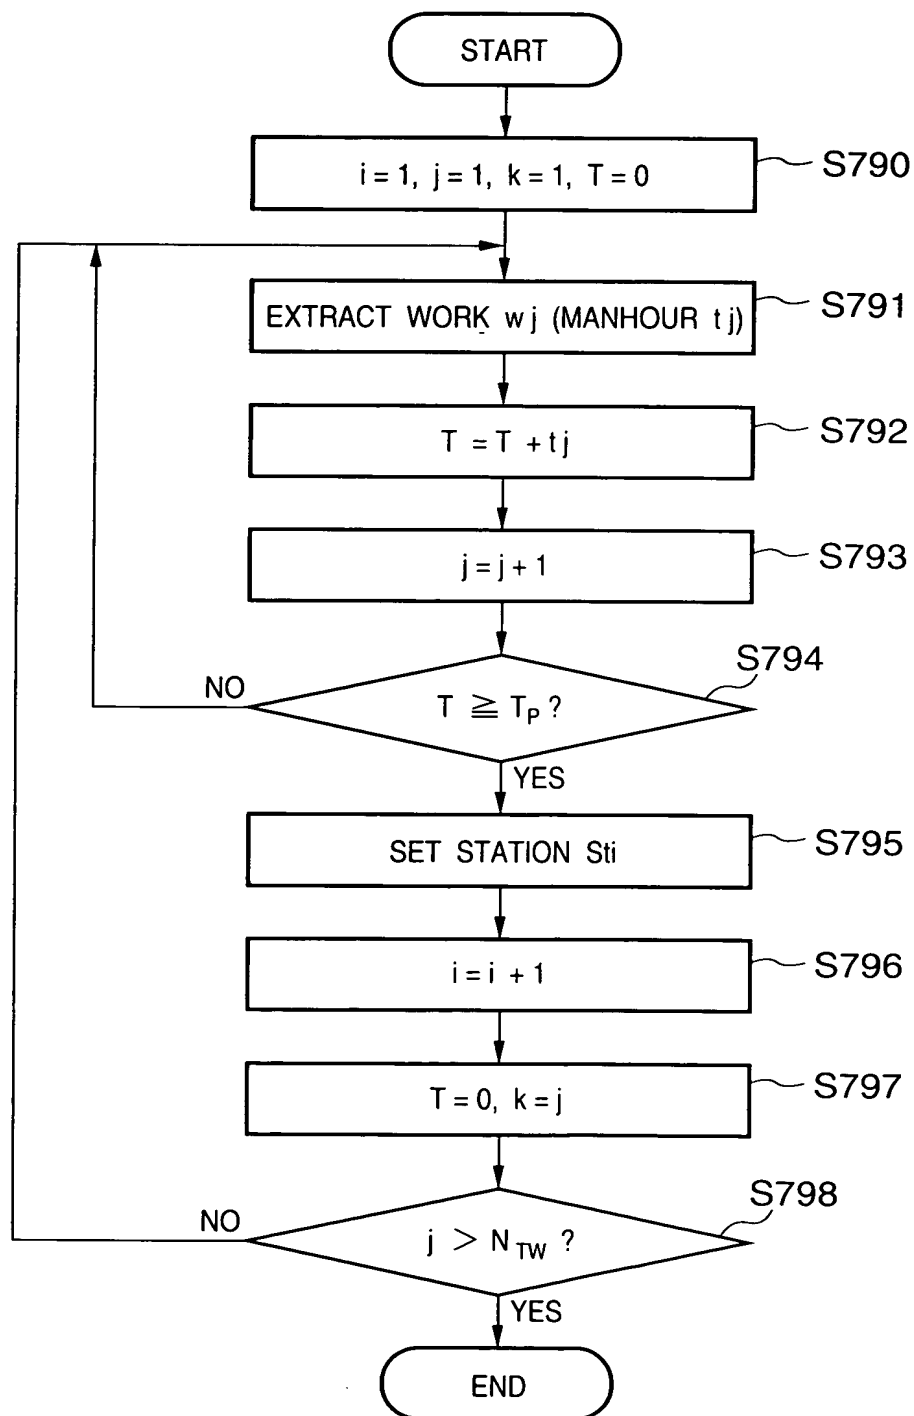 START
i = 1, j = 1, k = 1, T = 0
S790
EXTRACT WORK wj (MANHOUR tj)
S791
T = T + tj
S792
j = j + 1
S793
S794
NO
T ≧ TP ?
YES
SET STATION Sti
S795
i = i + 1
S796
T = 0, k = j
S797
S798
NO
j > NTW ?
YES
END